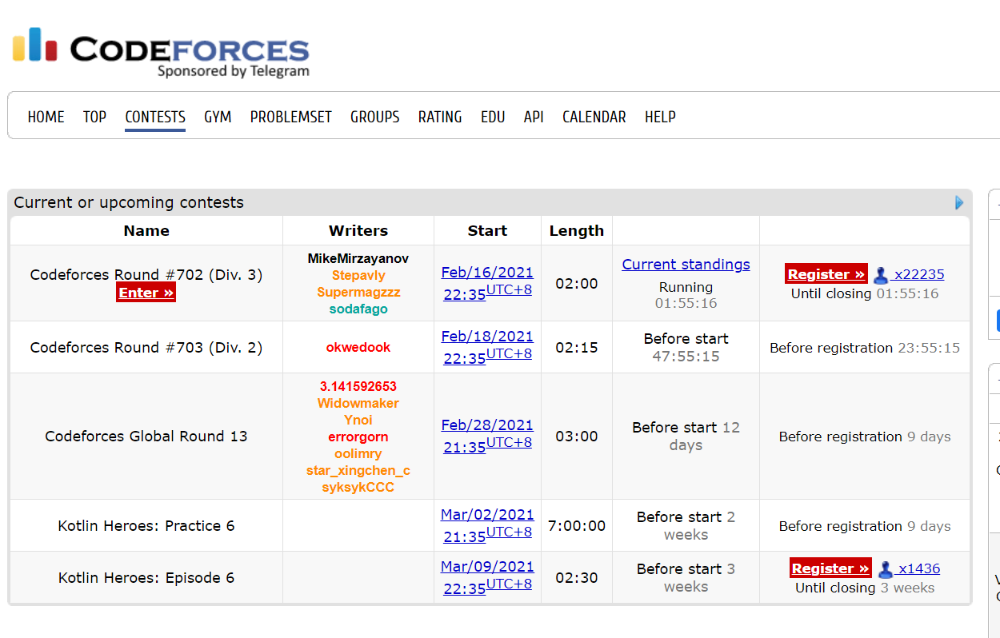 CODEFORCES
Sponsored by Telegram
HOME TOP CONTESTS GYM PROBLEMSET GROUPS RATING EDU API CALENDAR HELP
Current or upcoming contests
Name Writers Start Length
Codeforces Round #702 (Div. 3)
Enter »
MikeMirzayanov
Stepavly
Supermagzzz
sodafago
Feb/16/2021
22:35UTC+8
02:00
Current standings
Running
01:55:16
Register » x22235
Until closing 01:55:16
Codeforces Round #703 (Div. 2)
okwedook
Feb/18/2021
22:35UTC+8
02:15
Before start
47:55:15
Before registration 23:55:15
Codeforces Global Round 13
3.141592653
Widowmaker
Ynoi
errorgorn
oolimry
star_xingchen_c
syksykCCC
Feb/28/2021
21:35UTC+8
03:00
Before start 12
days
Before registration 9 days
Kotlin Heroes: Practice 6
Mar/02/2021
21:35UTC+8
7:00:00
Before start 2
weeks
Before registration 9 days
Kotlin Heroes: Episode 6
Mar/09/2021
22:35UTC+8
02:30
Before start 3
weeks
Register » x1436
Until closing 3 weeks